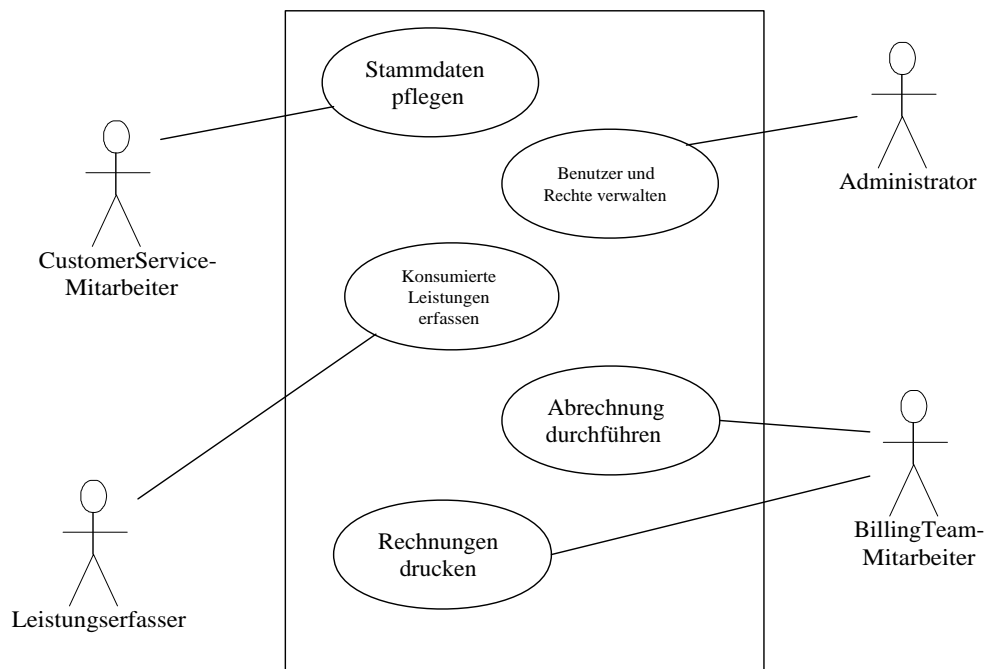 Stammdaten
pflegen
Administrator
Benutzer und
Rechte verwalten
CustomerService-
Mitarbeiter
Konsumierte
Leistungen
erfassen
Abrechnung
durchführen
BillingTeam-
Mitarbeiter
Rechnungen
drucken
Leistungserfasser